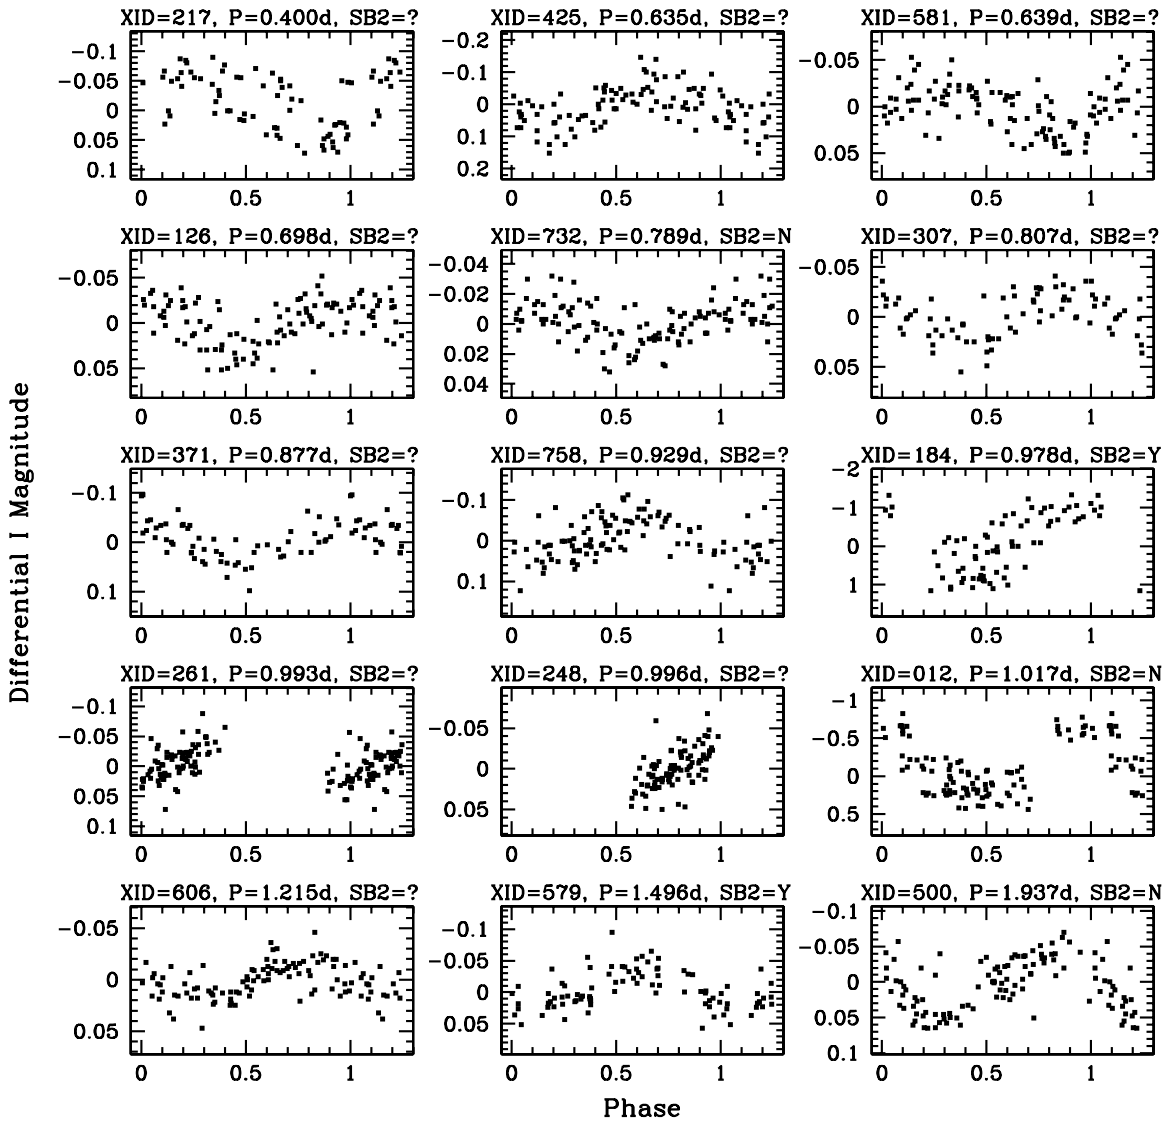 XID=217, P=0.400d, SB2=? XID=425, P=0.635d, SB2=? XID=581, P=0.639d, SB2=?
-0.1 -0.05 0 0.05 0.1
-0.2 -0.1 0 0.1 0.2
-0.05 0 0.05
0 0.5 1 0 0.5 1 0 0.5 1
XID=126, P=0.698d, SB2=? XID=732, P=0.789d, SB2=N XID=307, P=0.807d, SB2=?
-0.05 0 0.05
-0.04 -0.02 0 0.02 0.04
-0.05 0 0.05
0 0.5 1 0 0.5 1 0 0.5 1
Differential I Magnitude
XID=371, P=0.877d, SB2=? XID=758, P=0.929d, SB2=? XID=184, P=0.978d, SB2=Y
-0.1 0 0.1
-0.1 0 0.1
-2 -1 0 1
0 0.5 1 0 0.5 1 0 0.5 1
XID=261, P=0.993d, SB2=? XID=248, P=0.996d, SB2=? XID=012, P=1.017d, SB2=N
-0.1 -0.05 0 0.05 0.1
-0.05 0 0.05
-1 -0.5 0 0.5
0 0.5 1 0 0.5 1 0 0.5 1
XID=606, P=1.215d, SB2=? XID=579, P=1.496d, SB2=Y XID=500, P=1.937d, SB2=N
-0.05 0 0.05
-0.1 -0.05 0 0.05
-0.1 -0.05 0 0.05 0.1
0 0.5 1 0 0.5 1 0 0.5 1
Phase